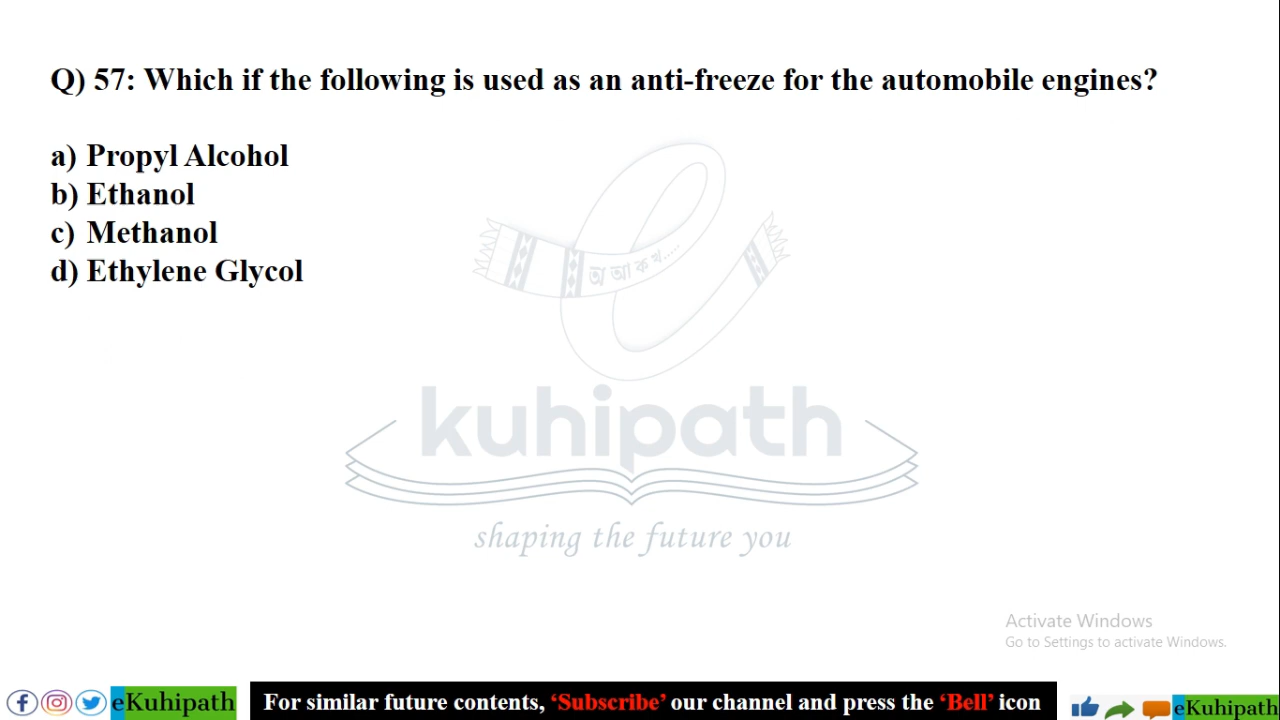 Q) 57: Which if the following is used as an anti-freeze for the automobile engines?
a) Propyl Alcohol
b) Ethanol
c) Methanol
d) Ethylene Glycol
অ আ ক খ.....
kuhipath
shaping the future you
Activate Windows
Go to Settings to activate Windows.
eKuhipath
For similar future contents, ‘Subscribe’ our channel and press the ‘Bell’ icon
eKuhipath